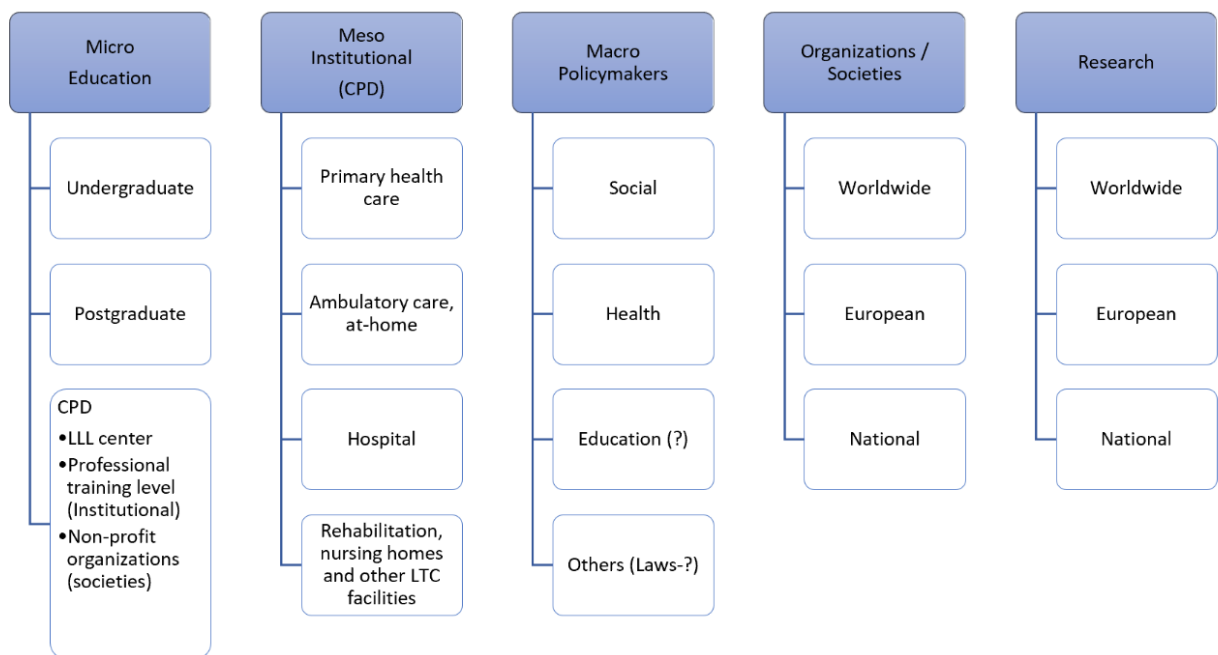 Micro
Education
Undergraduate
Postgraduate
CPD
•LLL center
•Professional
training level
(Institutional)
•Non-profit
organizations
(societies)
Meso
Institutional
(CPD)
Primary health
care
Ambulatory care,
at-home
Hospital
Rehabilitation,
nursing homes
and other LTC
facilities
Macro
Policymakers
Social
Health
Education (?)
Others (Laws-?)
Organizations /
Societies
Worldwide
European
National
Research
Worldwide
European
National